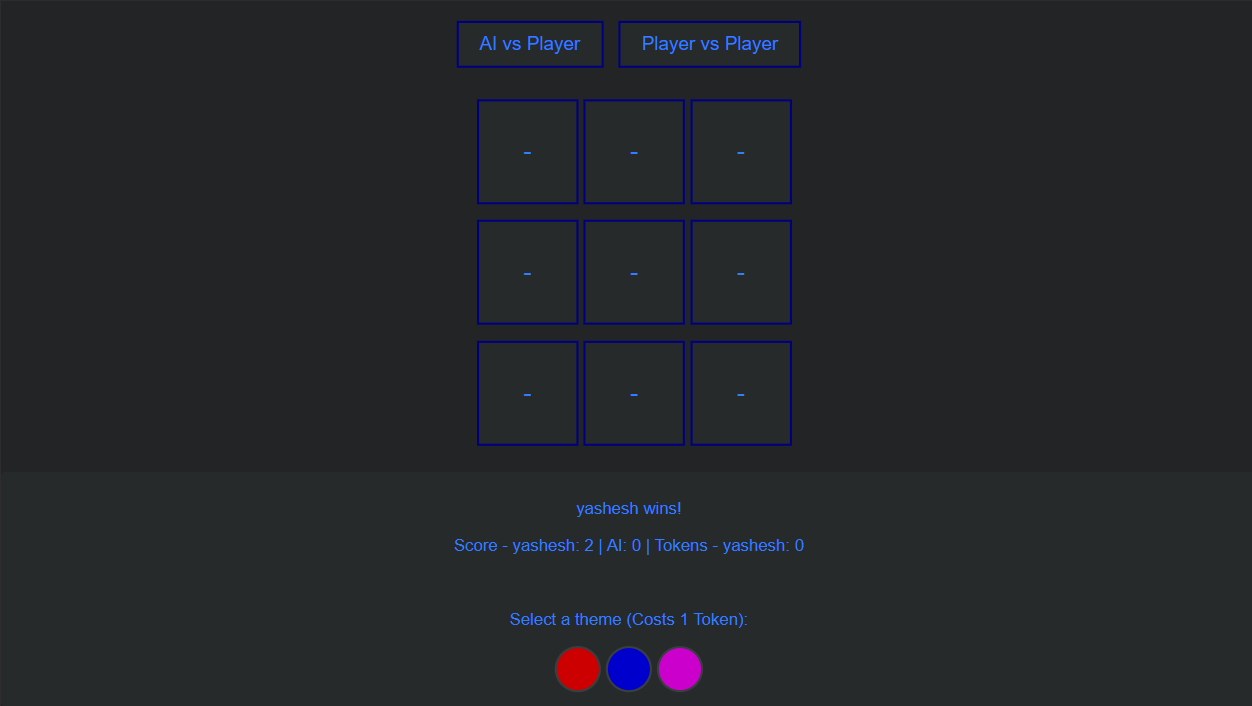 AI vs Player Player vs Player
- - -
- - -
- - -
yashesh wins!
Score - yashesh: 2 | AI: 0 | Tokens - yashesh: 0
Select a theme (Costs 1 Token):